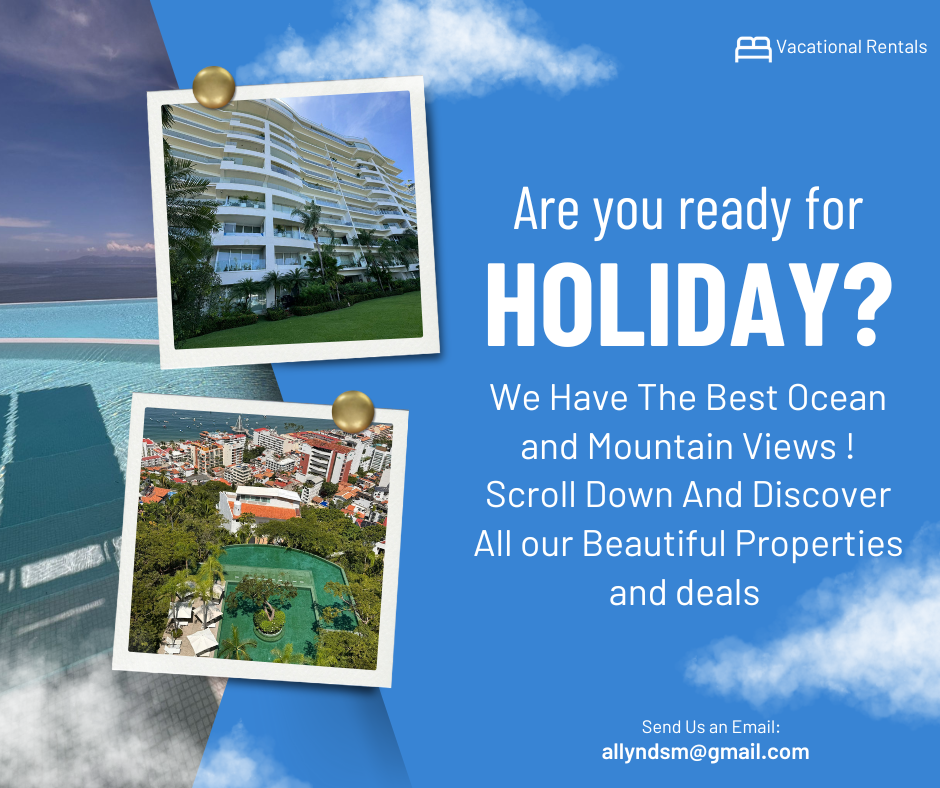 Vacational Rentals
Are you ready for
HOLIDAY?
We Have The Best Ocean
and Mountain Views !
Scroll Down And Discover
All our Beautiful Properties
and deals
Send Us an Email:
allyndsm@gmail.com